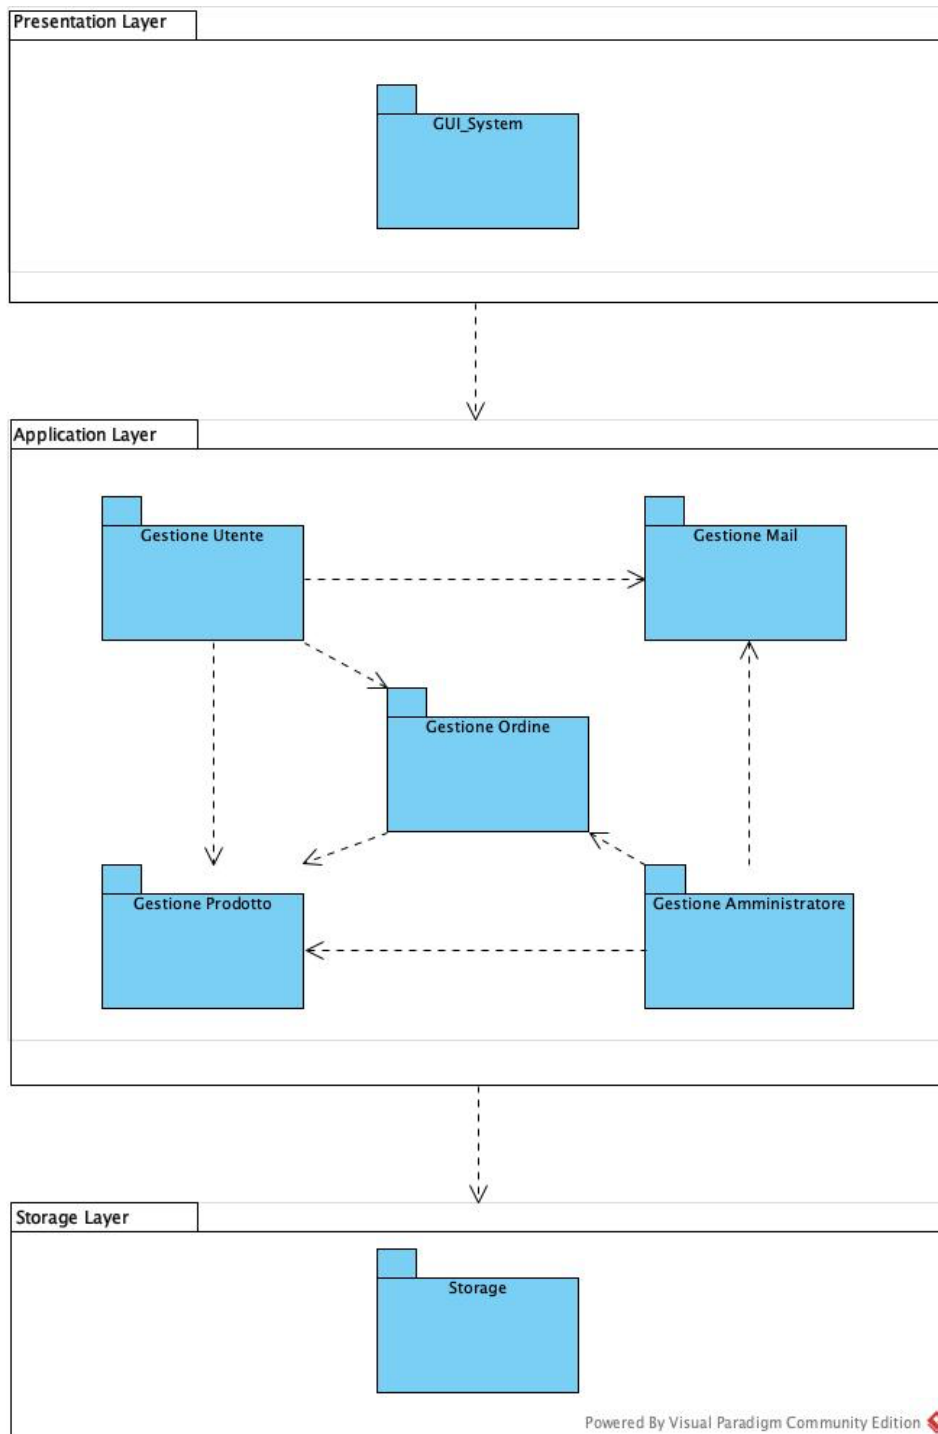 Presentation Layer
GUI_System
Application Layer
Gestione Utente
Gestione Mail
Gestione Ordine
Gestione Prodotto
Gestione Amministratore
Storage Layer
Storage
Powered By Visual Paradigm Community Edition